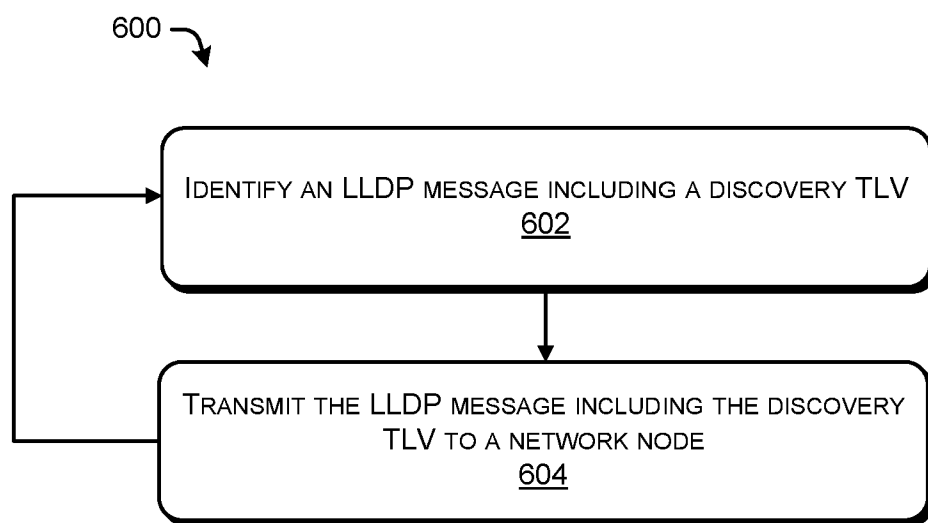 600
IDENTIFY AN LLDP MESSAGE INCLUDING A DISCOVERY TLV
602
TRANSMIT THE LLDP MESSAGE INCLUDING THE DISCOVERY
TLV TO A NETWORK NODE
604